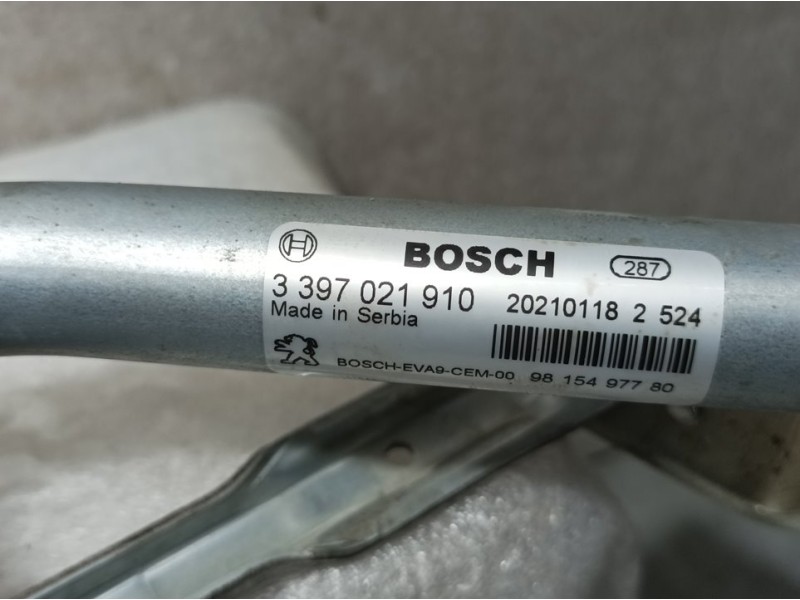 BOSCH 287
3 397 021 910 20210118 2 524
Made in Serbia
BOSCH-EVA9-CEM-00 98 154 977 80